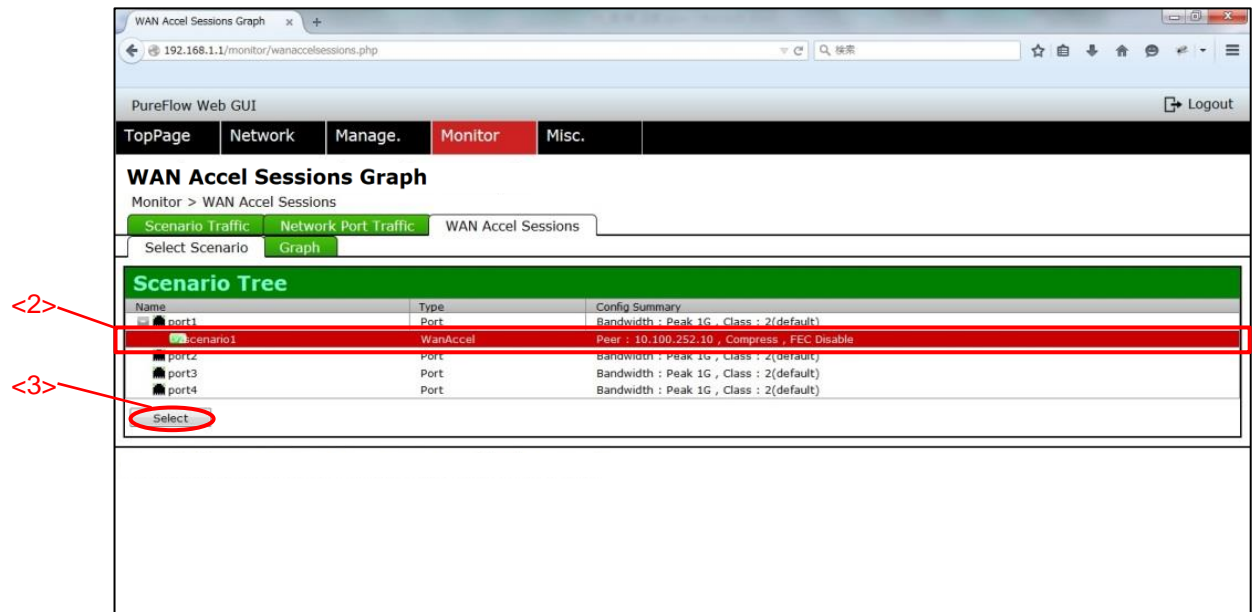 WAN Accel Sessions Graph x +
192.168.1.1/monitor/wanaccelsessions.php 検索
PureFlow Web GUI Logout
TopPage Network Manage. Monitor Misc.
WAN Accel Sessions Graph
Monitor > WAN Accel Sessions
Scenario Traffic Network Port Traffic WAN Accel Sessions
Select Scenario Graph
Scenario Tree
Name Type Config Summary
port1 Port Bandwidth : Peak 1G , Class : 2(default)
<2>
scenario1 WanAccel Peer : 10.100.252.10 , Compress , FEC Disable
port2 Port Bandwidth : Peak 1G , Class : 2(default)
port3 Port Bandwidth : Peak 1G , Class : 2(default)
<3>
port4 Port Bandwidth : Peak 1G , Class : 2(default)
Select